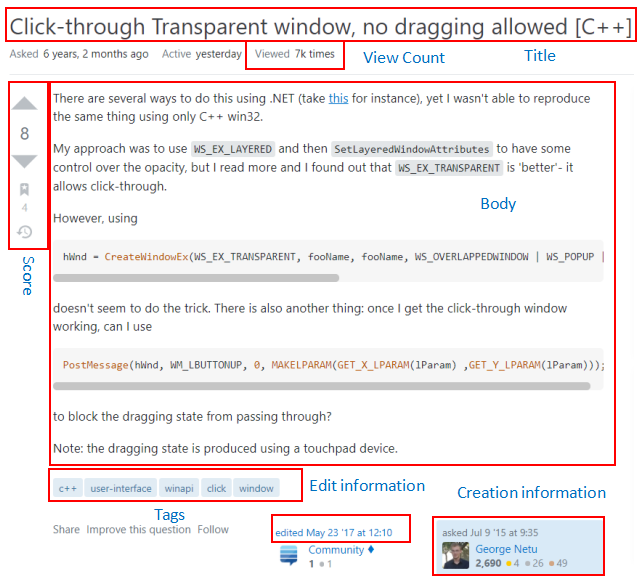 Click-through Transparent window, no dragging allowed [C++]
Asked 6 years, 2 months ago Active yesterday Viewed 7k times View Count Title
There are several ways to do this using .NET (take this for instance), yet I wasn't able to reproduce
the same thing using only C++ win32.
8
My approach was to use WS_EX_LAYERED and then SetLayeredWindowAttributes to have some
control over the opacity, but I read more and I found out that WS_EX_TRANSPARENT is 'better'- it
allows click-through.
4
Body
However, using
Score
hWnd = CreateWindowEx(WS_EX_TRANSPARENT, fooName, fooName, WS_OVERLAPPEDWINDOW | WS_POPUP |
doesn't seem to do the trick. There is also another thing: once I get the click-through window
working, can I use
PostMessage(hWnd, WM_LBUTTONUP, 0, MAKELPARAM(GET_X_LPARAM(lParam) ,GET_Y_LPARAM(lParam)));
to block the dragging state from passing through?
Note: the dragging state is produced using a touchpad device.
c++ user-interface winapi click window
Edit information
Creation information
Tags
Share Improve this question Follow
edited May 23 '17 at 12:10
Community ♦
1 ●1
asked Jul 9 '15 at 9:35
George Netu
2,690 ●4 ●26 ●49